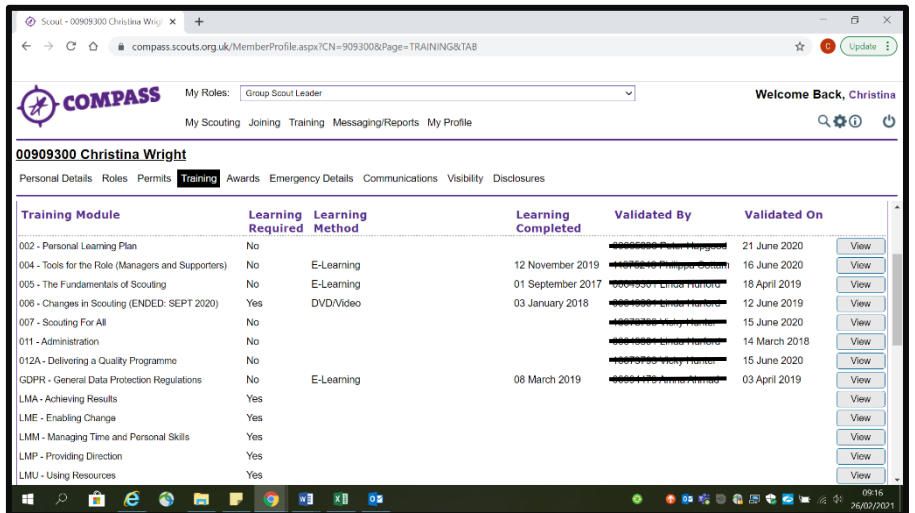 Scout - 00909300 Christina Wrig
compass.scouts.org.uk/MemberProfile.aspx?CN=909300&Page=TRAINING&TAB
C
Update
COMPASS
My Roles: Group Scout Leader
Welcome Back, Christina
My Scouting Joining Training Messaging/Reports My Profile
00909300 Christina Wright
Personal Details Roles Permits Training Awards Emergency Details Communications Visibility Disclosures
Training Module Learning Required Learning Method Learning Completed Validated By Validated On
002 - Personal Learning Plan No 21 June 2020 View
004 - Tools for the Role (Managers and Supporters) No E-Learning 12 November 2019 16 June 2020 View
005 - The Fundamentals of Scouting No E-Learning 01 September 2017 18 April 2019 View
006 - Changes in Scouting (ENDED: SEPT 2020) Yes DVD/Video 03 January 2018 12 June 2019 View
007 - Scouting For All No 15 June 2020 View
011 - Administration No 14 March 2018 View
012A - Delivering a Quality Programme No 15 June 2020 View
GDPR - General Data Protection Regulations No E-Learning 08 March 2019 03 April 2019 View
LMA - Achieving Results Yes View
LME - Enabling Change Yes View
LMM - Managing Time and Personal Skills Yes View
LMP - Providing Direction Yes View
LMU - Using Resources Yes View
09:16
26/02/2021